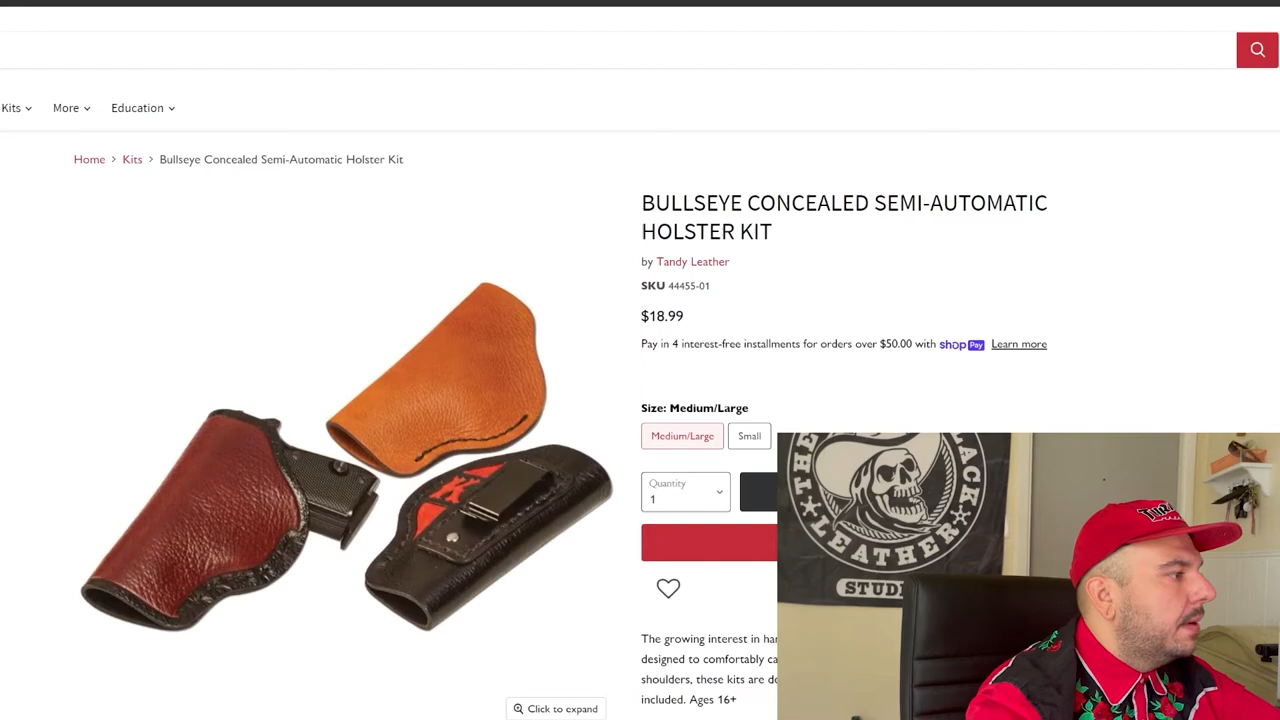 Kits
More
Education
Home > Kits > Bullseye Concealed Semi-Automatic Holster Kit
BULLSEYE CONCEALED SEMI-AUTOMATIC
HOLSTER KIT
by Tandy Leather
SKU 44455-01
$18.99
Pay in 4 interest-free installments for orders over $50.00 with shop Pay Learn more
Size: Medium/Large
Medium/Large
Small
Quantity
1
K
The growing interest in
designed to comfortably
shoulders, these kits are
included. Ages 16+
Click to expand
THE
LEATHER